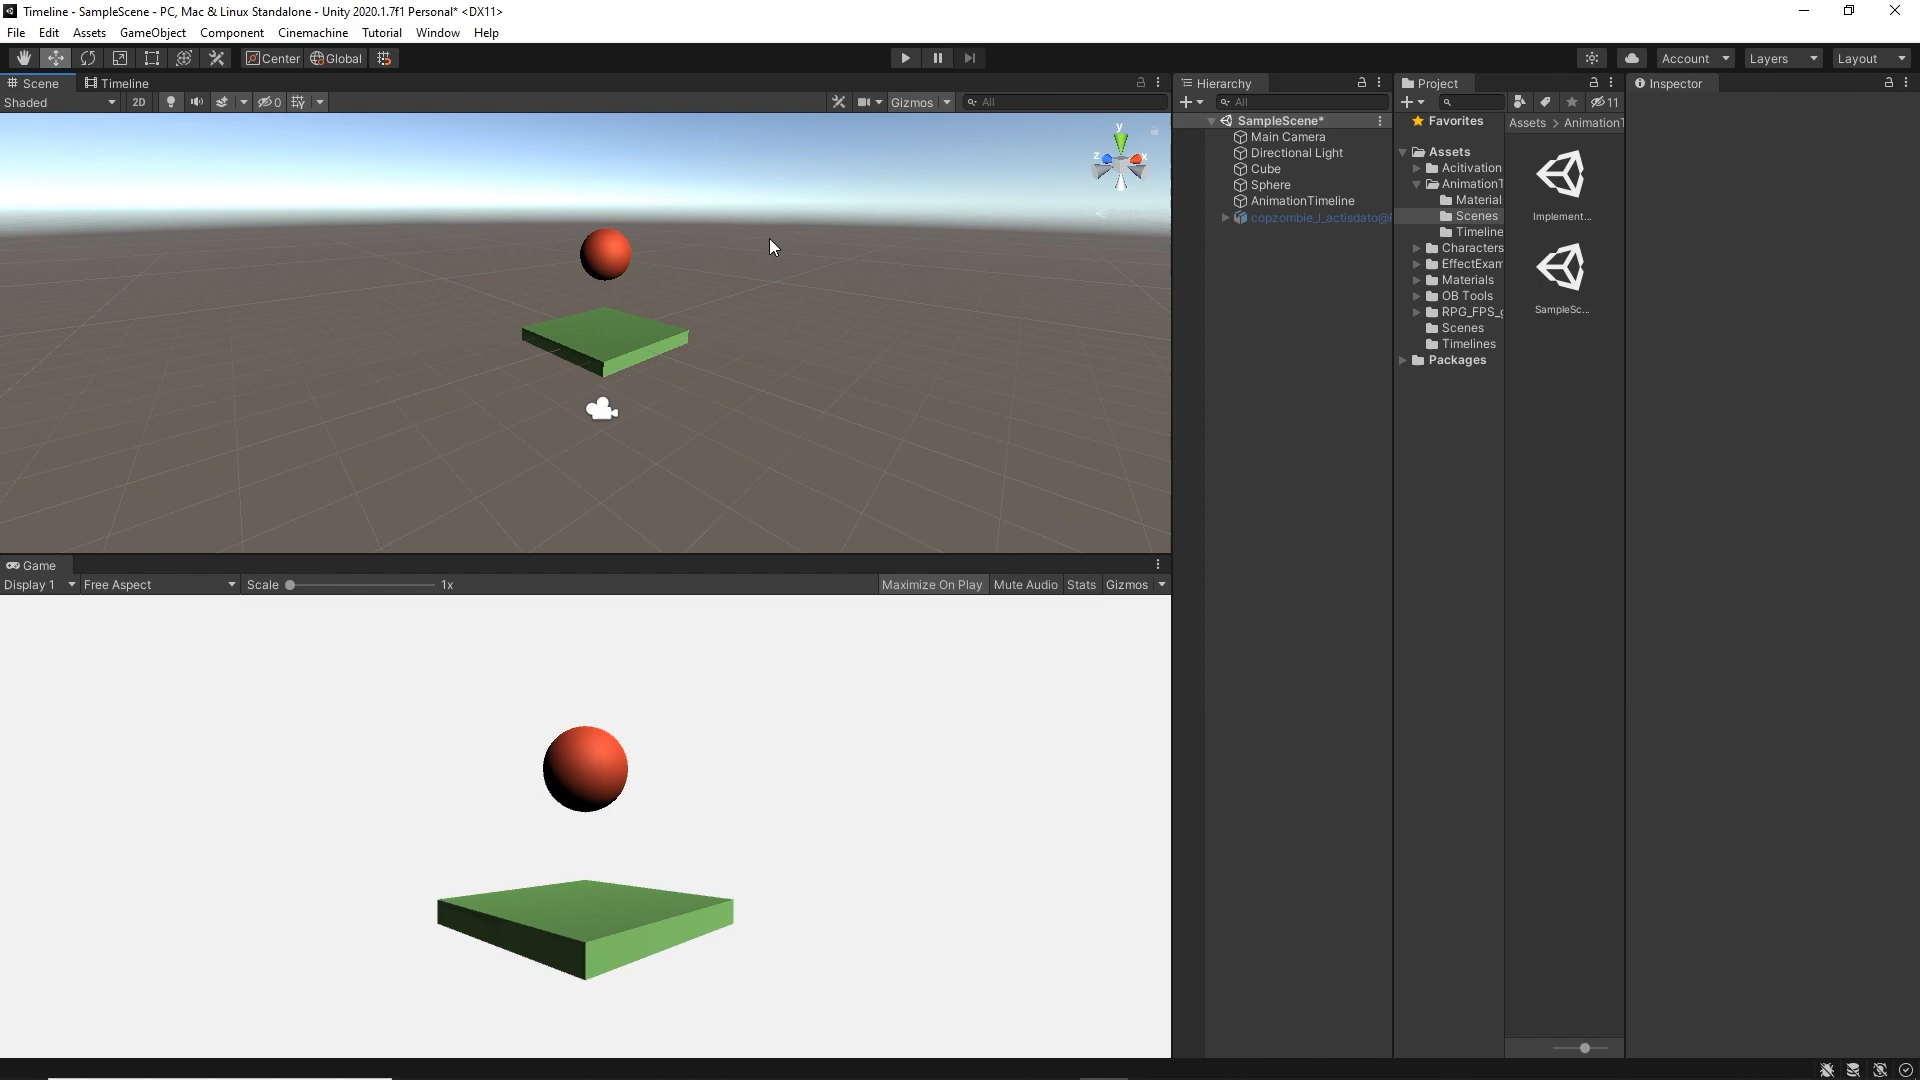 Timeline - SampleScene - PC, Mac & Linux Standalone - Unity 2020.1.7f1 Personal* <DX11>
File Edit Assets GameObject Component Cinemachine Tutorial Window Help
Center Global Account Layers Layout
Scene Timeline
Shaded 2D 0 Gizmos All
y
z x
Game
Display 1 Free Aspect Scale 1x Maximize On Play Mute Audio Stats Gizmos
Hierarchy
All
SampleScene*
Main Camera
Directional Light
Cube
Sphere
AnimationTimeline
copzombie_l_actisdato@
Project
11
Favorites
Assets
Acitivation
AnimationT
Material
Scenes
Timeline
Characters
EffectExam
Materials
OB Tools
RPG_FPS_
Scenes
Timelines
Packages
Assets > AnimationT
Implement...
SampleSc...
Inspector